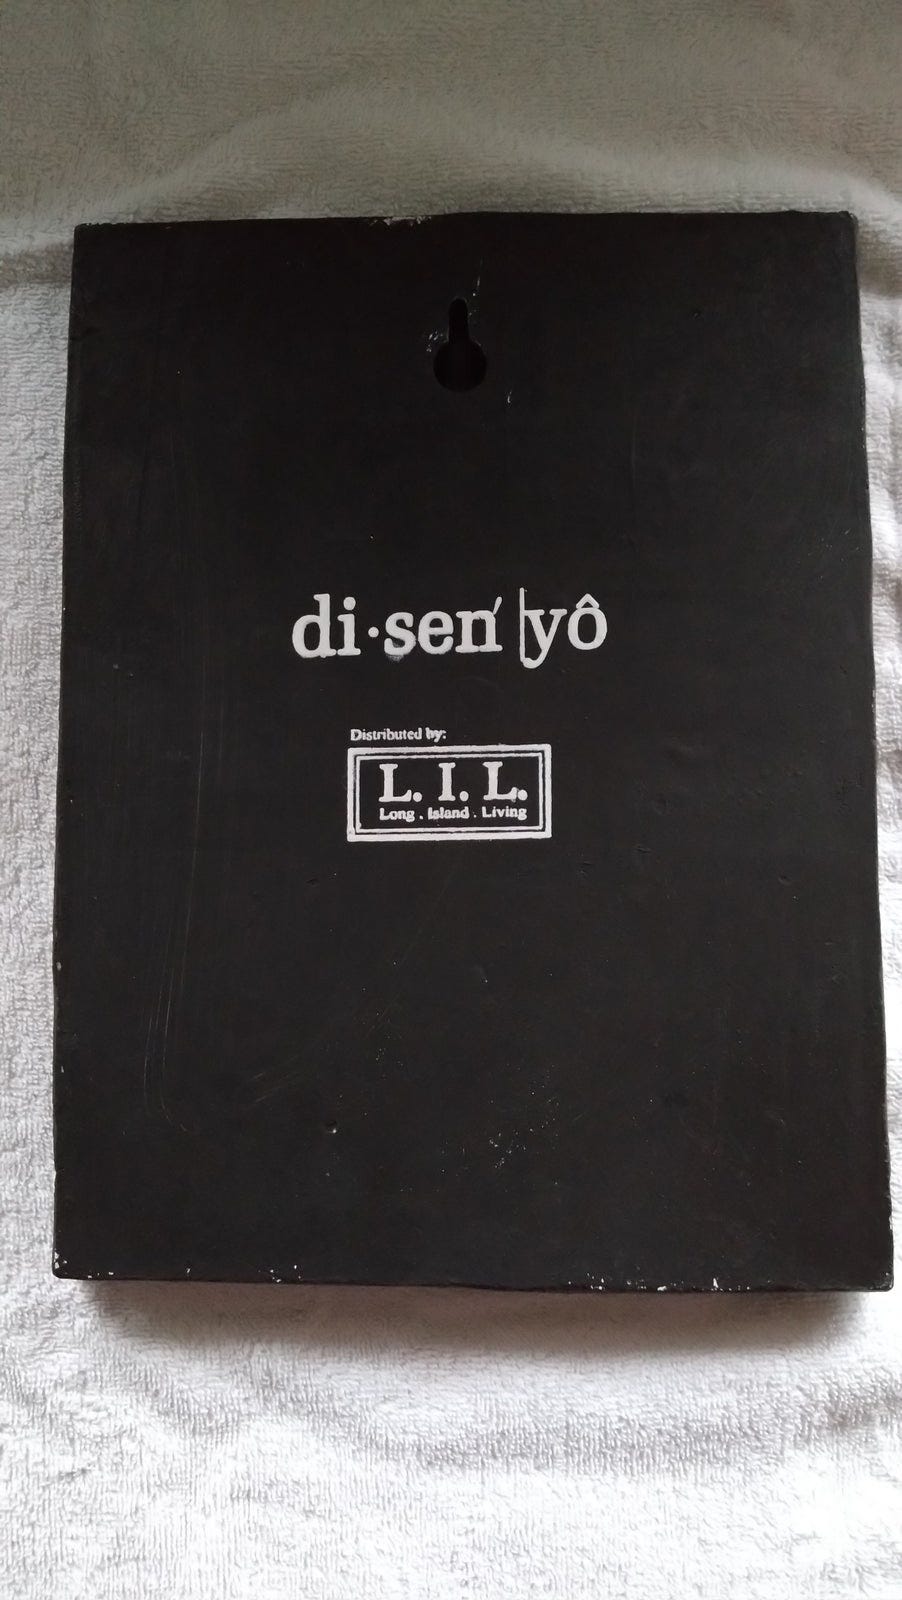 di·sen´ yô
Distributed by:
L. I. L.
Long . Island . Living